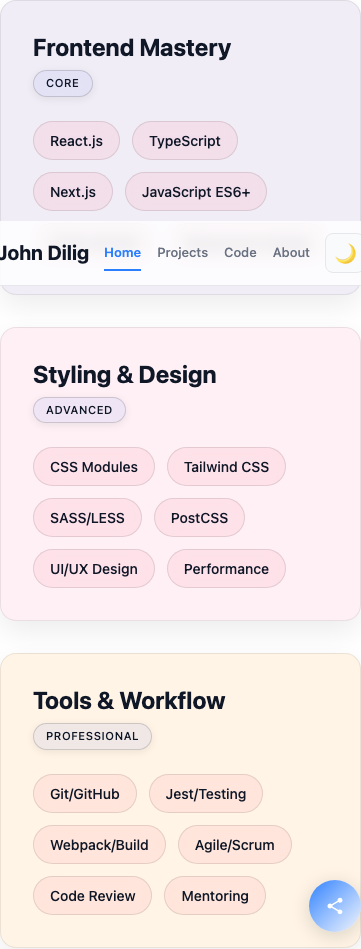 Frontend Mastery
CORE
React.js TypeScript
Next.js JavaScript ES6+
John Dilig Home Projects Code About
Styling & Design
ADVANCED
CSS Modules Tailwind CSS
SASS/LESS PostCSS
UI/UX Design Performance
Tools & Workflow
PROFESSIONAL
Git/GitHub Jest/Testing
Webpack/Build Agile/Scrum
Code Review Mentoring